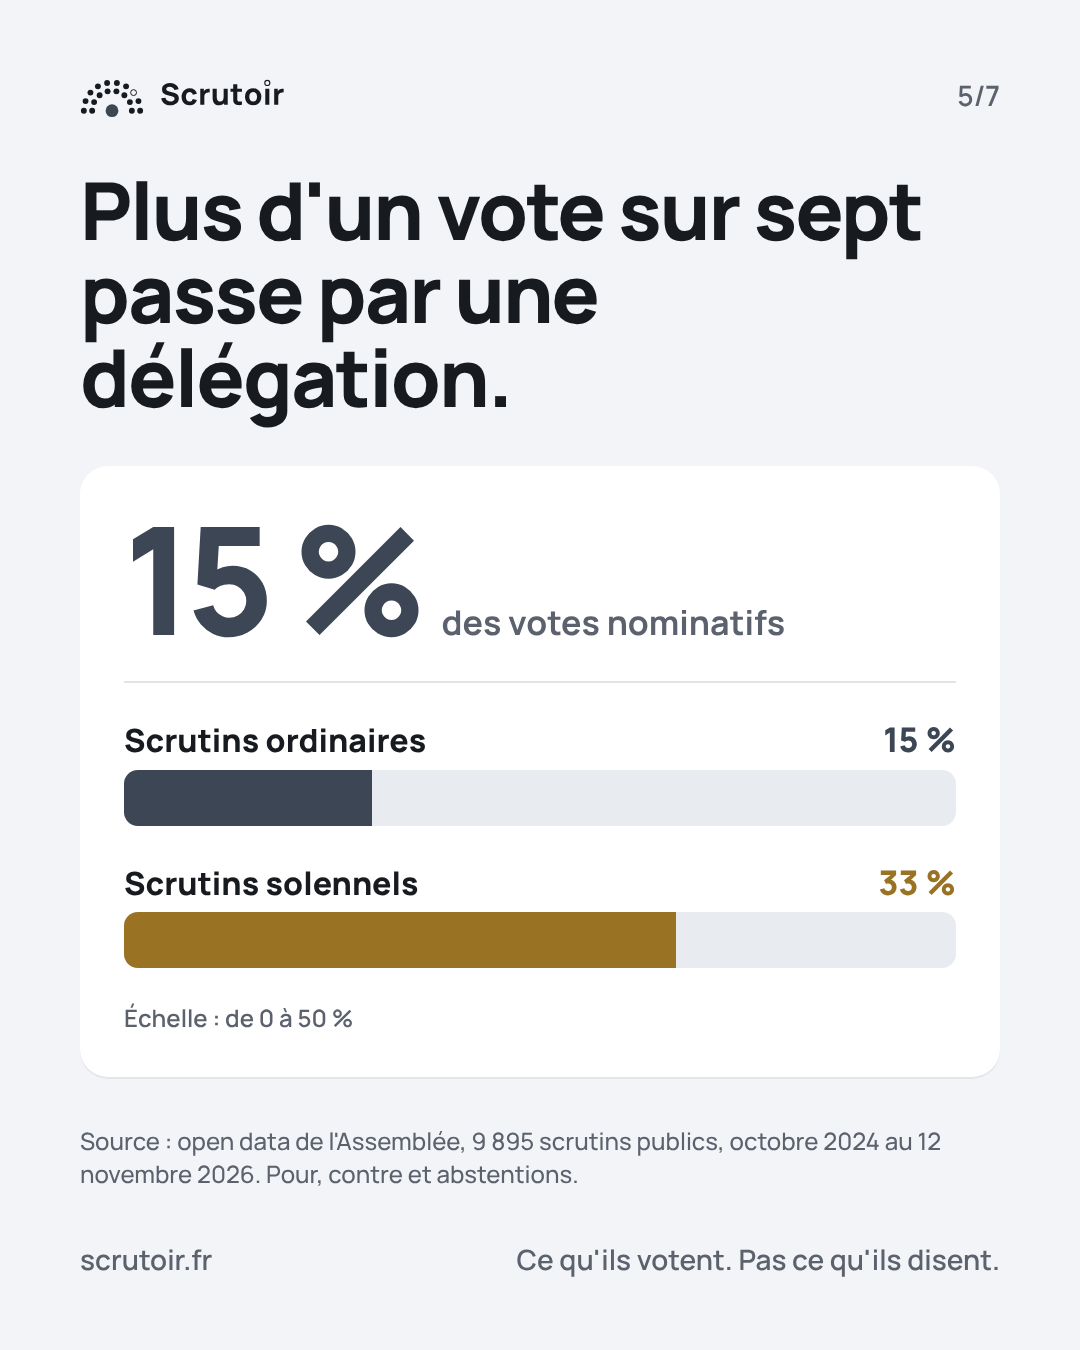 Scrutoir
5/7
Plus d'un vote sur sept
passe par une
délégation.
15 % des votes nominatifs
Scrutins ordinaires 15 %
Scrutins solennels 33 %
Échelle : de 0 à 50 %
Source : open data de l'Assemblée, 9 895 scrutins publics, octobre 2024 au 12
novembre 2026. Pour, contre et abstentions.
scrutoir.fr
Ce qu'ils votent. Pas ce qu'ils disent.